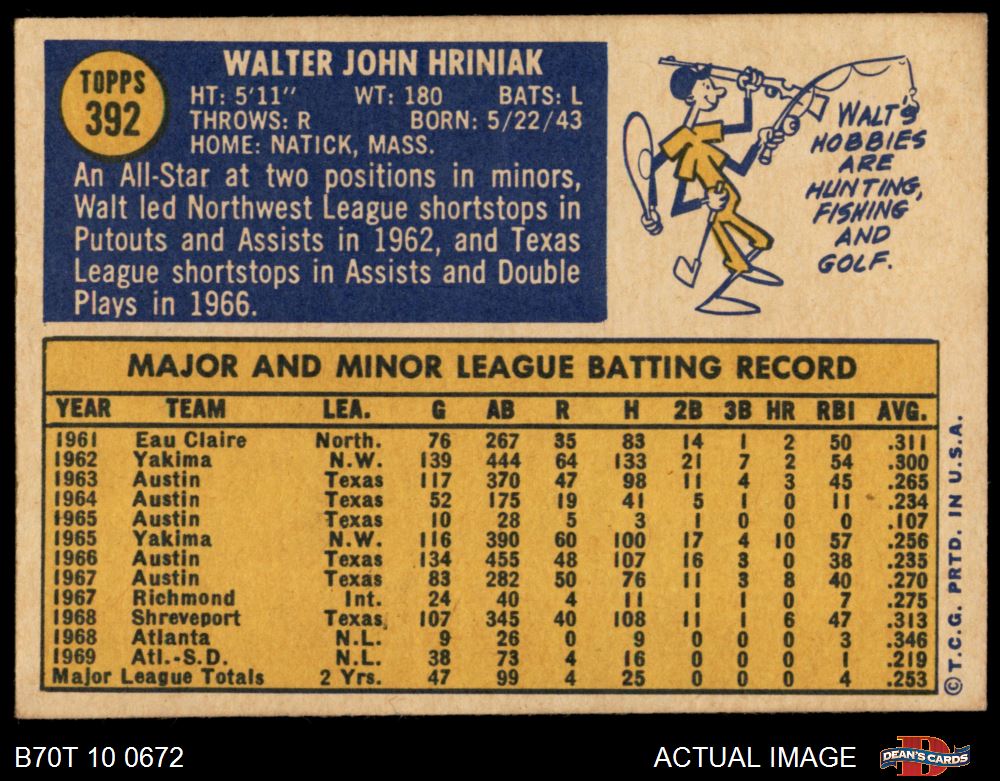 TOPPS
392
WALTER JOHN HRINIAK
HT: 5'11" WT: 180 BATS: L
THROWS: R BORN: 5/22/43
HOME: NATICK, MASS.
An All-Star at two positions in minors,
Walt led Northwest League shortstops in
Putouts and Assists in 1962, and Texas
League shortstops in Assists and Double
Plays in 1966.
WALT'S
HOBBIES
ARE
HUNTING,
FISHING
AND
GOLF.
MAJOR AND MINOR LEAGUE BATTING RECORD
YEAR TEAM LEA. G AB R H 2B 3B HR RBI AVG.
1961 Eau Claire North. 76 267 35 83 14 1 2 50 .311
1962 Yakima N.W. 139 444 64 133 21 7 2 54 .300
1963 Austin Texas 117 370 47 98 11 4 3 45 .265
1964 Austin Texas 52 175 19 41 5 1 0 11 .234
1965 Austin Texas 10 28 5 3 1 0 0 0 .107
1965 Yakima N.W. 116 390 60 100 17 4 10 57 .256
1966 Austin Texas 134 455 48 107 16 3 0 38 .235
1967 Austin Texas 83 282 50 76 11 3 8 40 .270
1967 Richmond Int. 24 40 4 11 1 1 0 7 .275
1968 Shreveport Texas 107 345 40 108 11 1 6 47 .313
1968 Atlanta N.L. 9 26 0 9 0 0 0 3 .346
1969 Atl.-S.D. N.L. 38 73 4 16 0 0 0 1 .219
Major League Totals 2 Yrs. 47 99 4 25 0 0 0 4 .253
© T.C.G. PRTD. IN U.S.A.
B70T 10 0672
ACTUAL IMAGE
DEAN'S CARDS